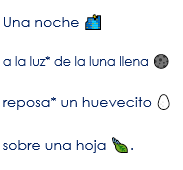 Una noche
a la luz* de la luna llena
reposa* un huevecito
sobre una hoja .